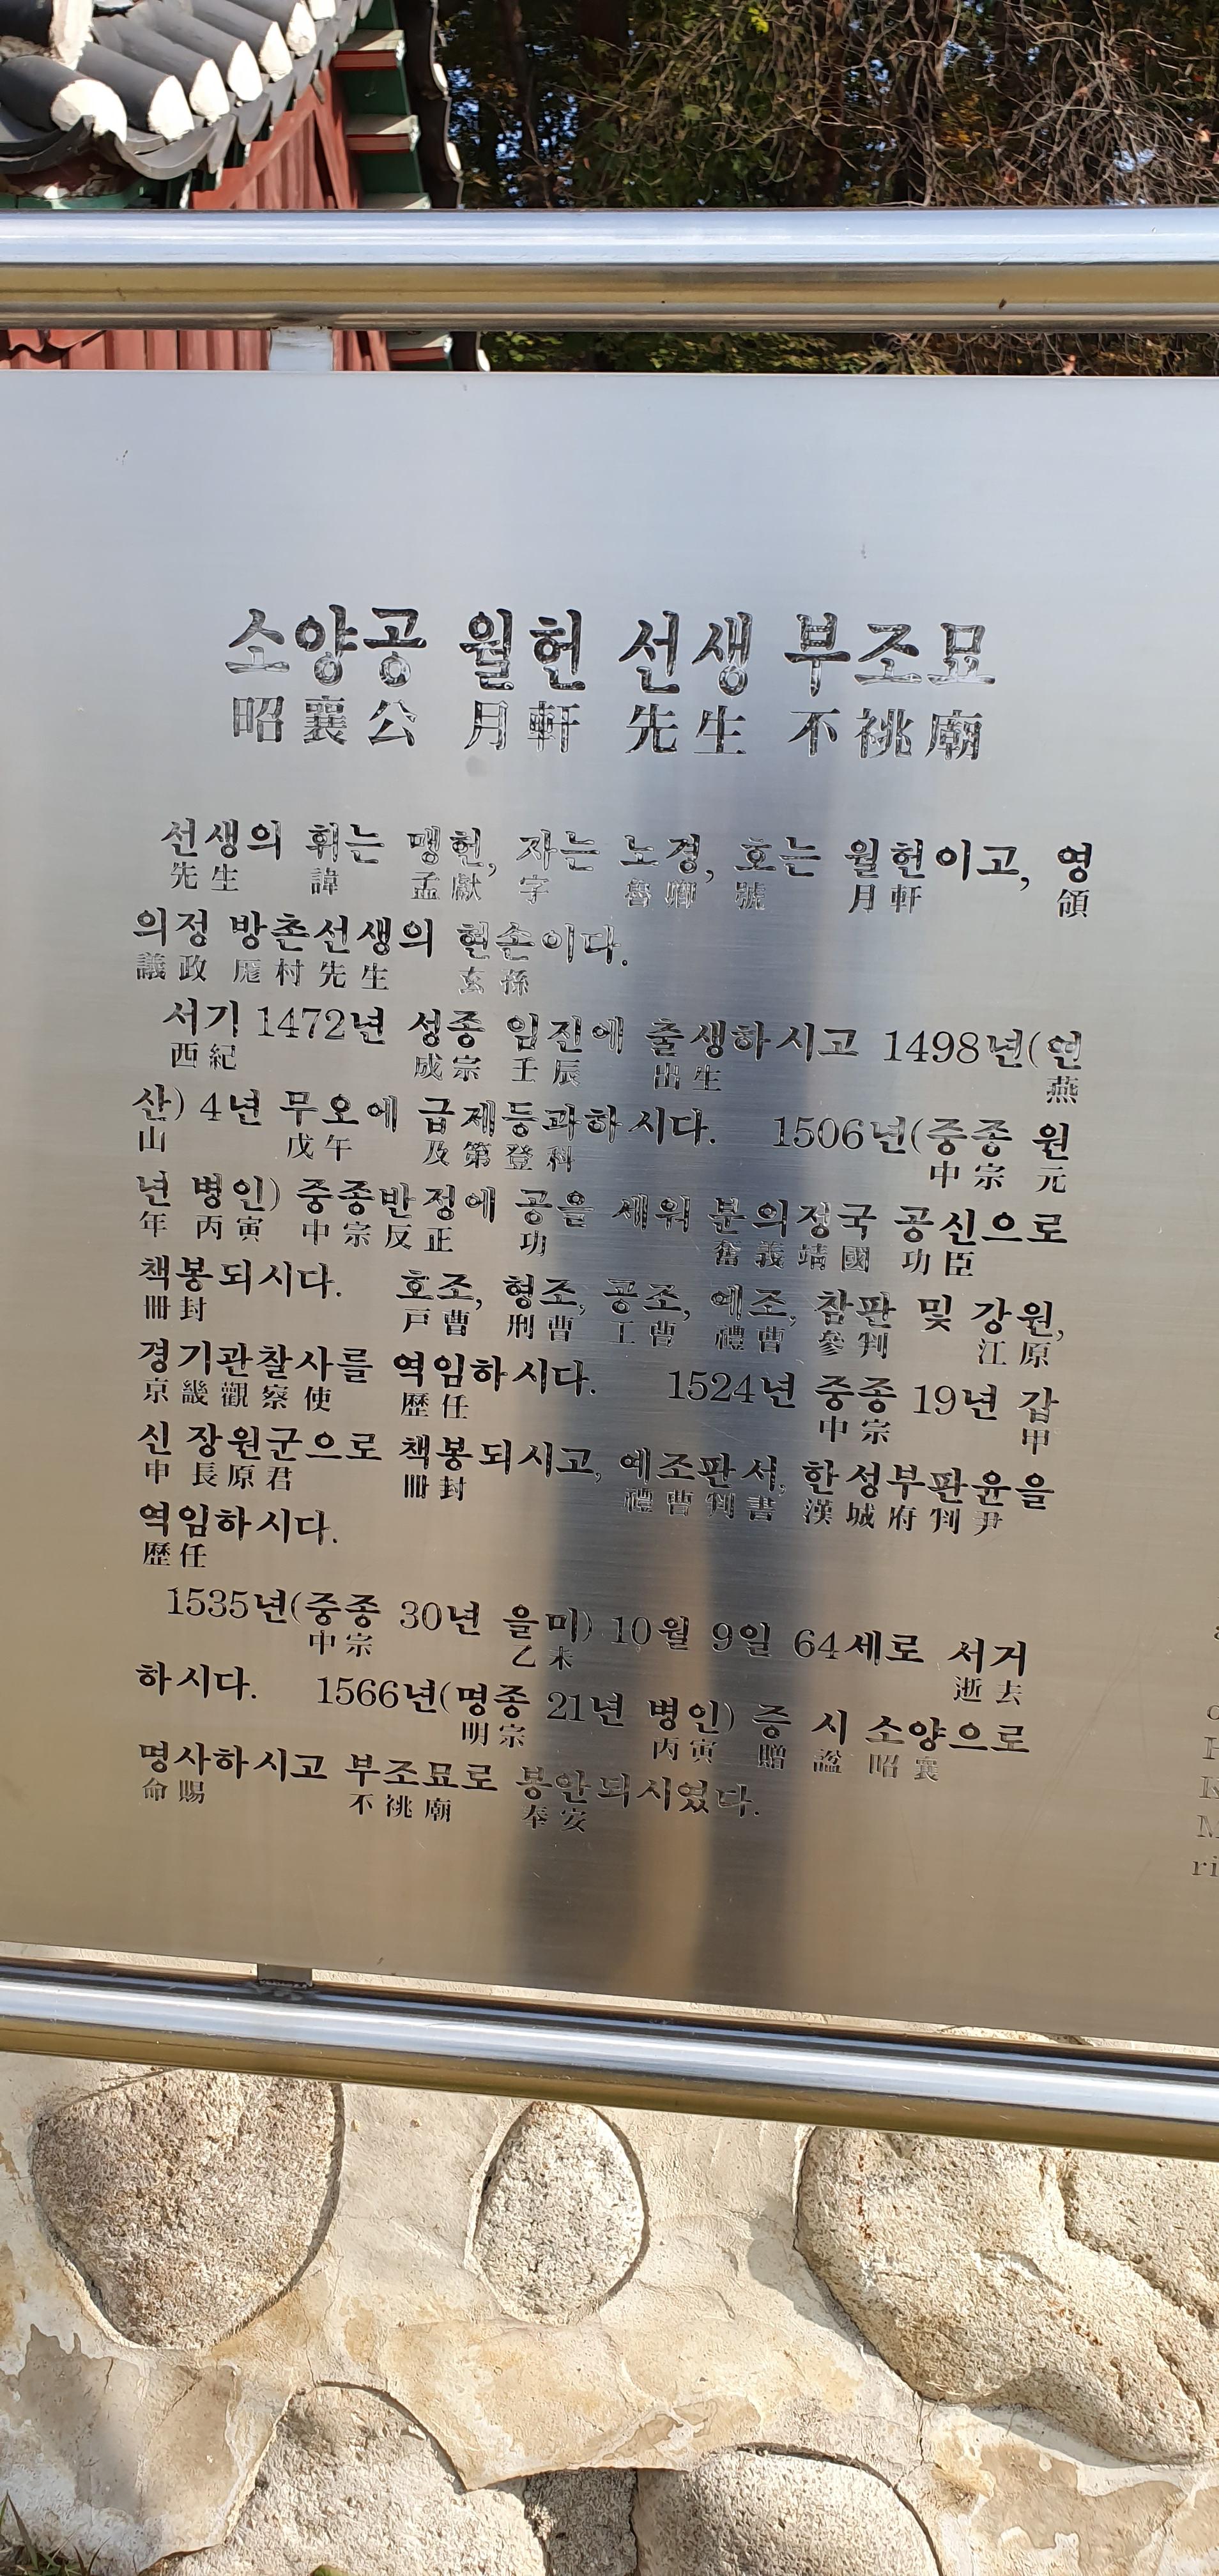 소양공 월헌 선생 부조묘
昭襄公 月軒 先生 不祧廟
선생의 휘는 맹헌, 자는 노경, 호는 월헌이고, 영
先生 諱 孟獻 字 魯卿 號 月軒 領
의정 방촌선생의 현손이다.
議政 厖村先生 玄孫
서기 1472년 성종 임진에 출생하시고 1498년(연
西紀 成宗 壬辰 出生 燕
산) 4년 무오에 급제등과하시다. 1506년(중종 원
山 戊午 及第登科 中宗 元
년 병인) 중종반정에 공을 세워 분의정국 공신으로
年 丙寅 中宗反正 功 奮義靖國 功臣
책봉되시다. 호조, 형조, 공조, 예조, 참판 및 강원,
冊封 戸曹 刑曹 工曹 禮曹 參判 江原
경기관찰사를 역임하시다. 1524년 중종 19년 갑
京畿觀察使 歷任 中宗 甲
신 장원군으로 책봉되시고, 예조판서, 한성부판윤을
申 長原君 冊封 禮曹判書 漢城府判尹
역임하시다.
歷任
1535년(중종 30년 을미) 10월 9일 64세로 서거
中宗 乙未 逝去
하시다. 1566년(명종 21년 병인) 증 시 소양으로
明宗 丙寅 贈 諡 昭襄
명사하시고 부조묘로 봉안되시였다.
命賜 不祧廟 奉安